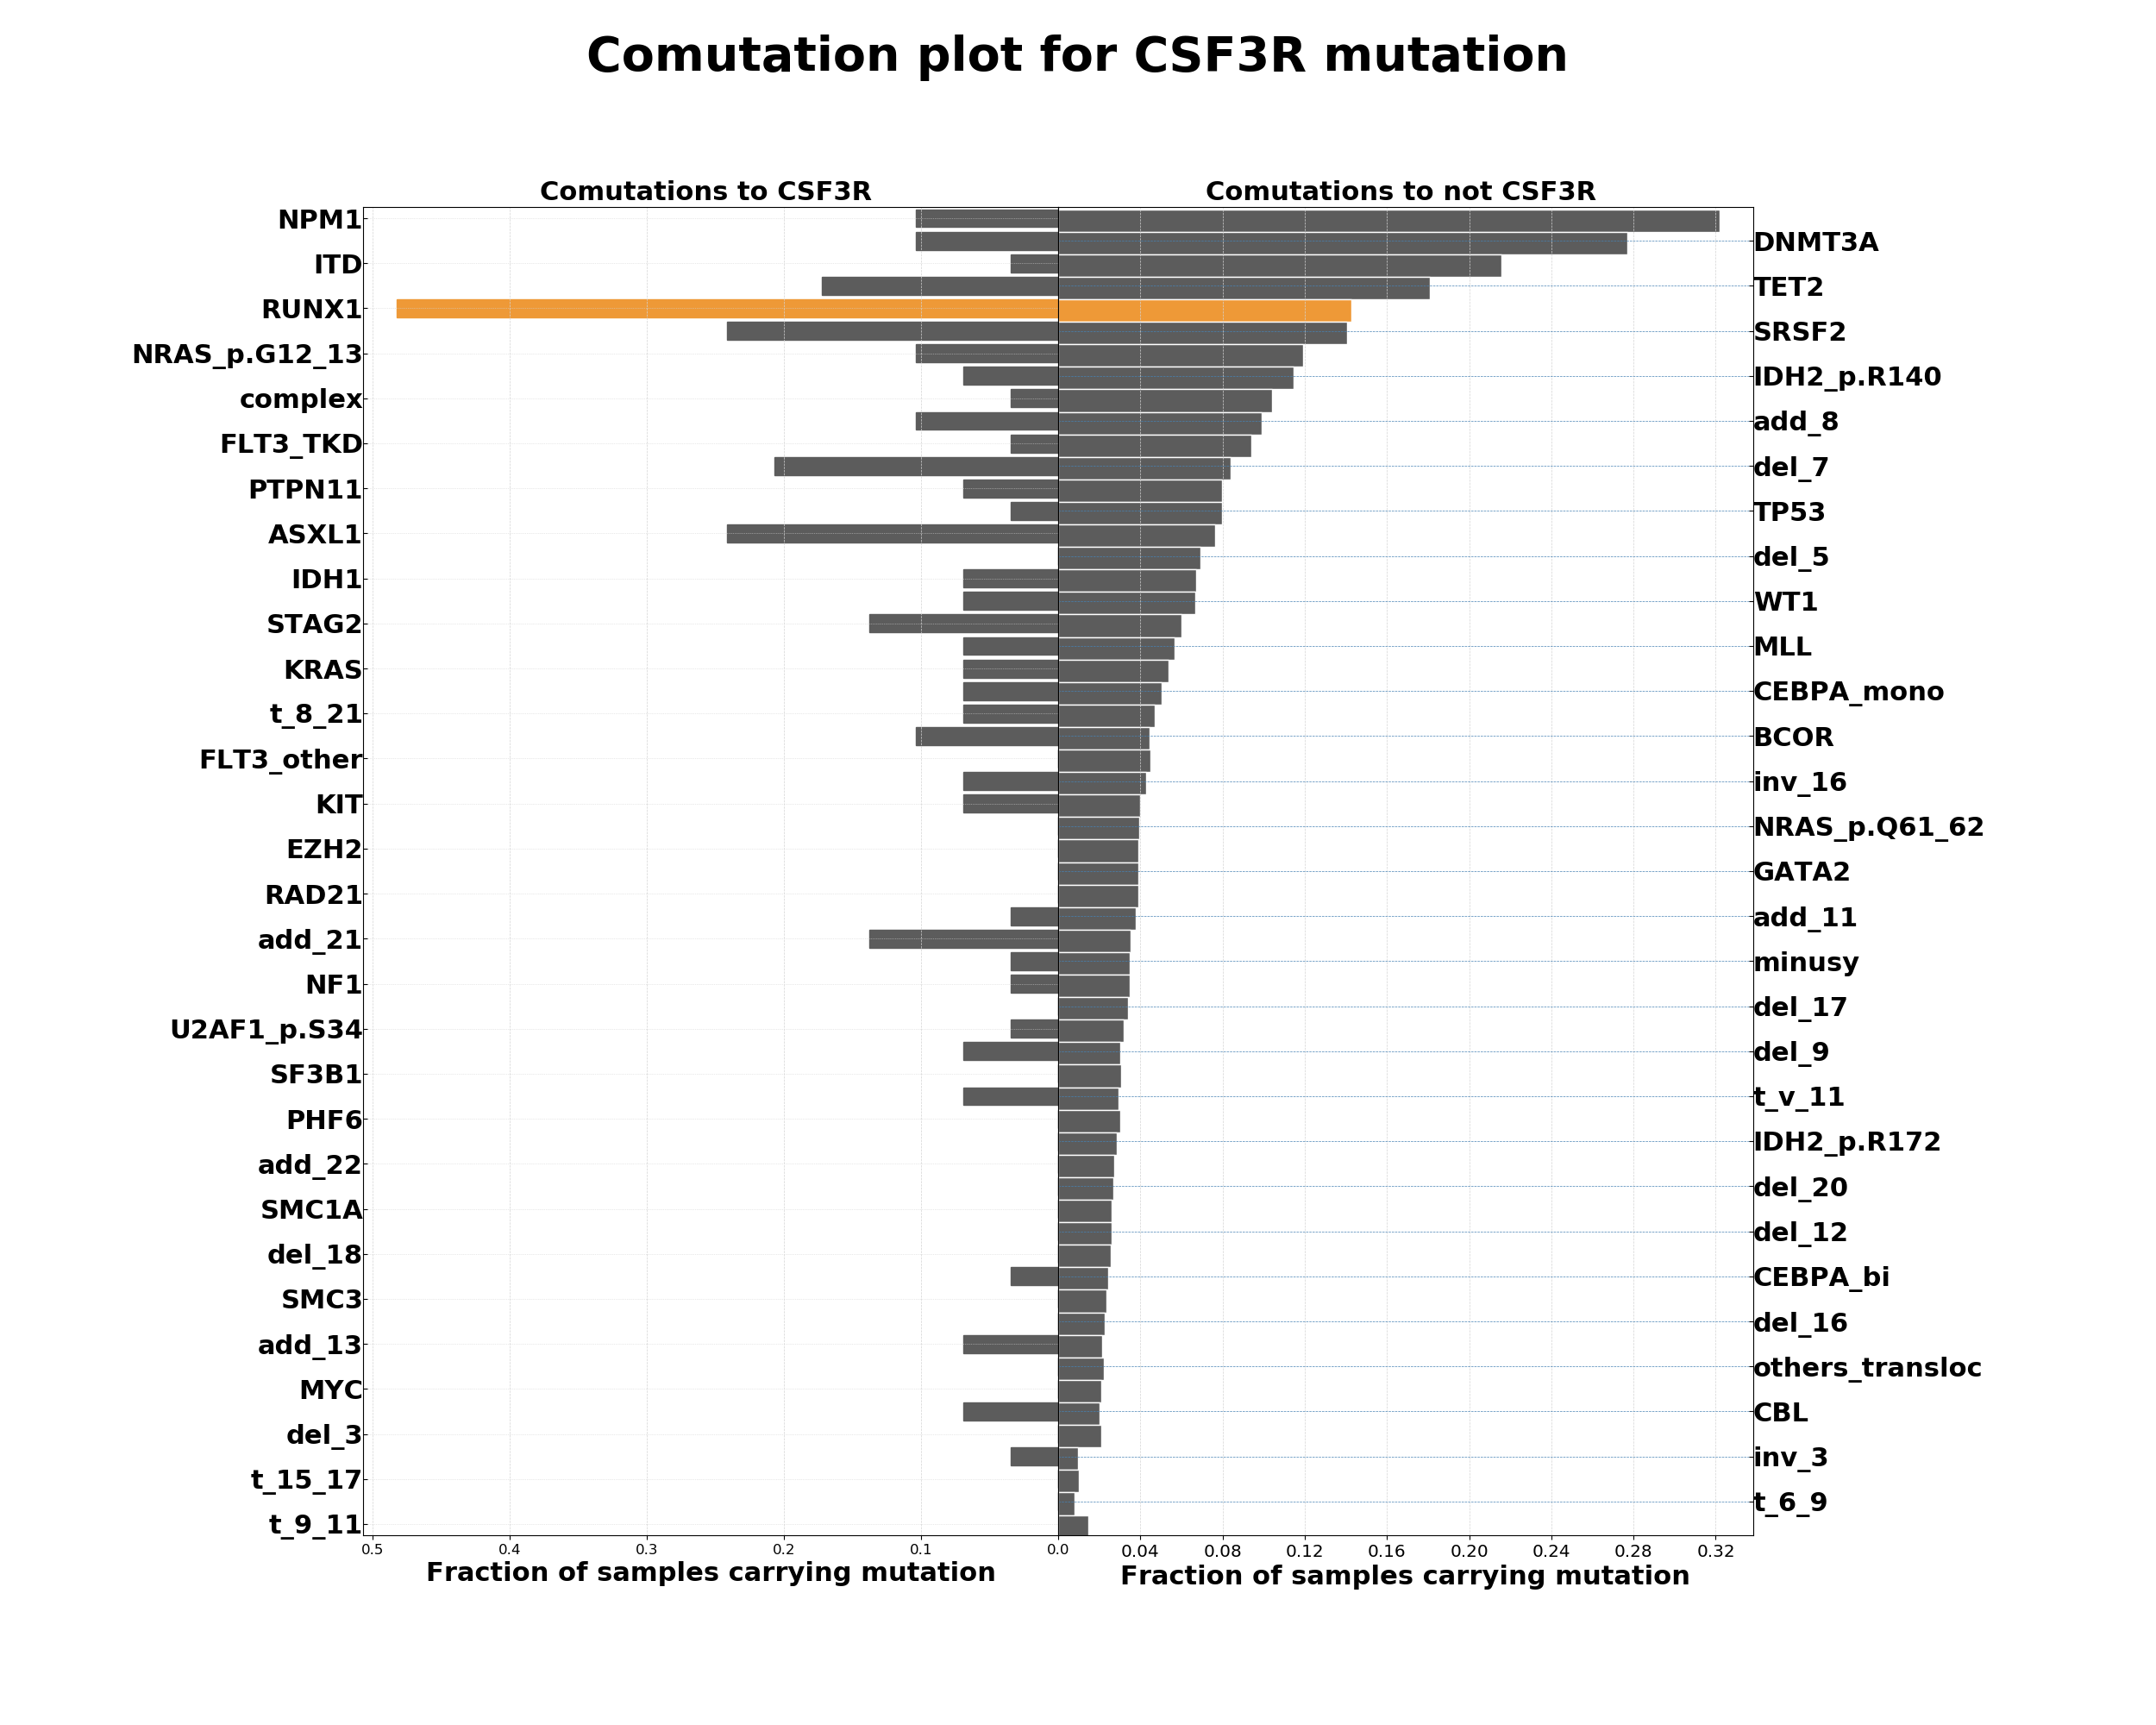 Comutation plot for CSF3R mutation
Comutations to CSF3R
Comutations to not CSF3R
NPM1
DNMT3A
ITD
TET2
RUNX1
SRSF2
NRAS_p.G12_13
IDH2_p.R140
complex
add_8
FLT3_TKD
del_7
PTPN11
TP53
ASXL1
del_5
IDH1
WT1
STAG2
MLL
KRAS
CEBPA_mono
t_8_21
BCOR
FLT3_other
inv_16
KIT
NRAS_p.Q61_62
EZH2
GATA2
RAD21
add_11
add_21
minusy
NF1
del_17
U2AF1_p.S34
del_9
SF3B1
t_v_11
PHF6
IDH2_p.R172
add_22
del_20
SMC1A
del_12
del_18
CEBPA_bi
SMC3
del_16
add_13
others_transloc
MYC
CBL
del_3
inv_3
t_15_17
t_6_9
t_9_11
0.5 0.4 0.3 0.2 0.1 0.0 0.04 0.08 0.12 0.16 0.20 0.24 0.28 0.32
Fraction of samples carrying mutation
Fraction of samples carrying mutation